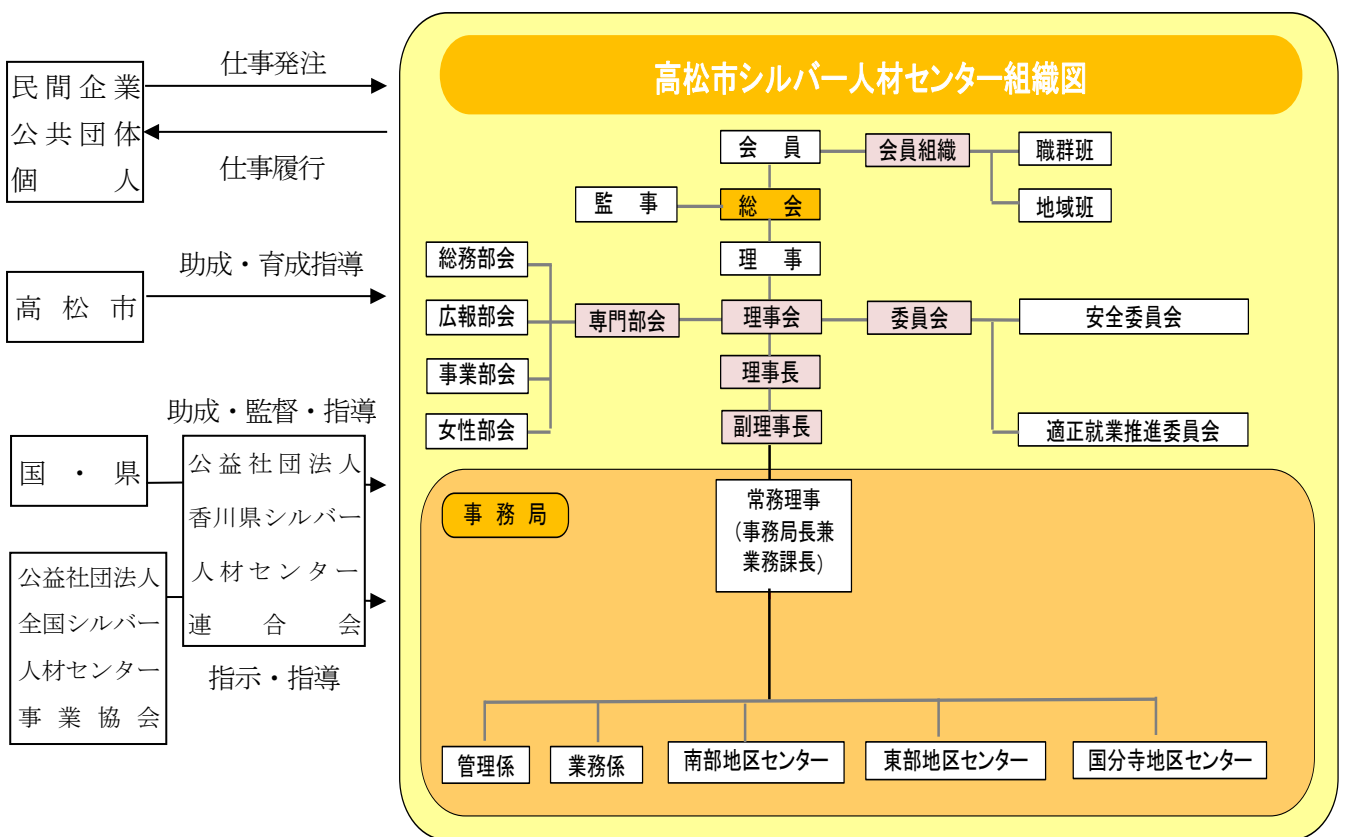 高松市シルバー人材センター組織図
仕事発注
民間企業
公共団体
個人
仕事履行
会員
会員組織
職群班
地域班
監事
総会
理事
総務部会
広報部会
事業部会
女性部会
専門部会
理事会
委員会
安全委員会
適正就業推進委員会
理事長
副理事長
助成・育成指導
高松市
助成・監督・指導
国・県
公益社団法人
香川県シルバー
人材センター
連合会
公益社団法人
全国シルバー
人材センター
事業協会
指示・指導
事務局
常務理事
(事務局長兼
業務課長)
管理係
業務係
南部地区センター
東部地区センター
国分寺地区センター